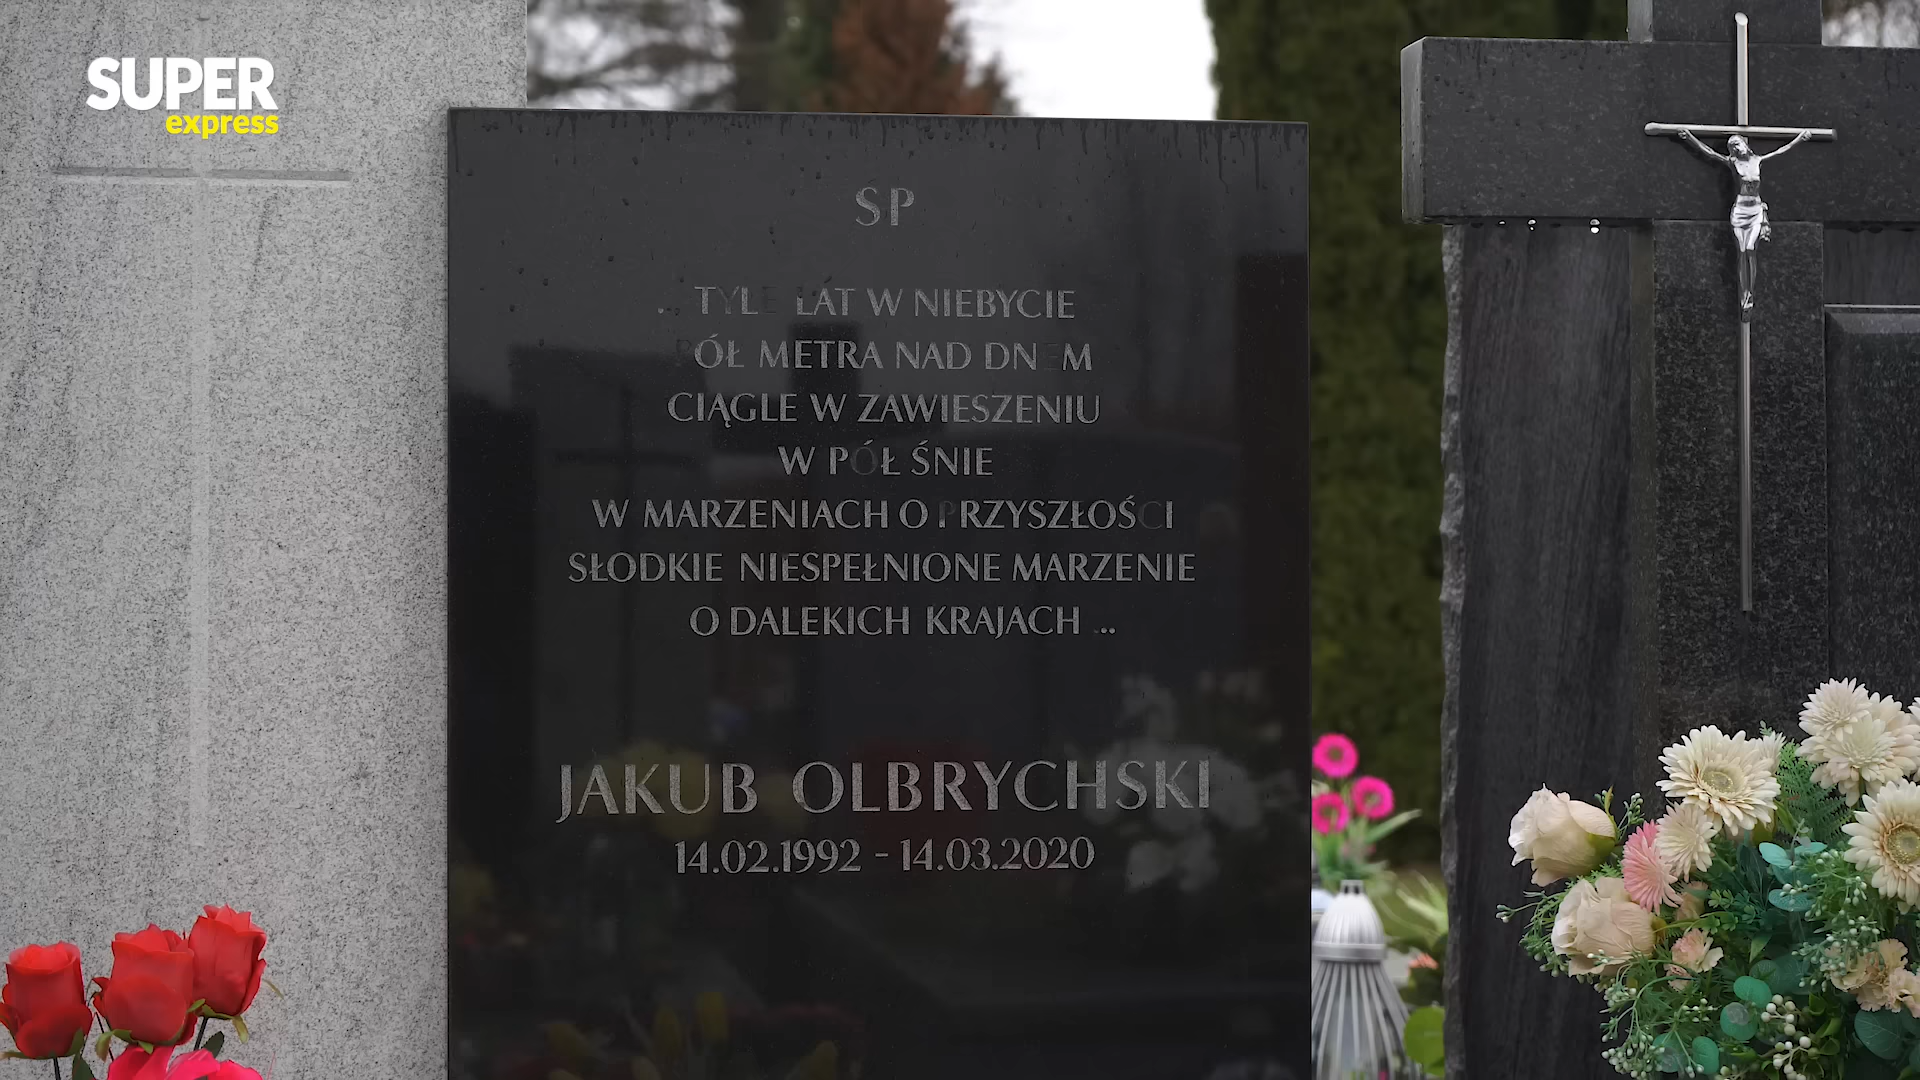 SUPER
express
ŚP
... TYLE LAT W NIEBYCIE
PÓŁ METRA NAD DNEM
CIĄGLE W ZAWIESZENIU
W PÓŁ ŚNIE
W MARZENIACH O PRZYSZŁOŚCI
SŁODKIE NIESPEŁNIONE MARZENIE
O DALEKICH KRAJACH ...
JAKUB OLBRYCHSKI
14.02.1992 - 14.03.2020